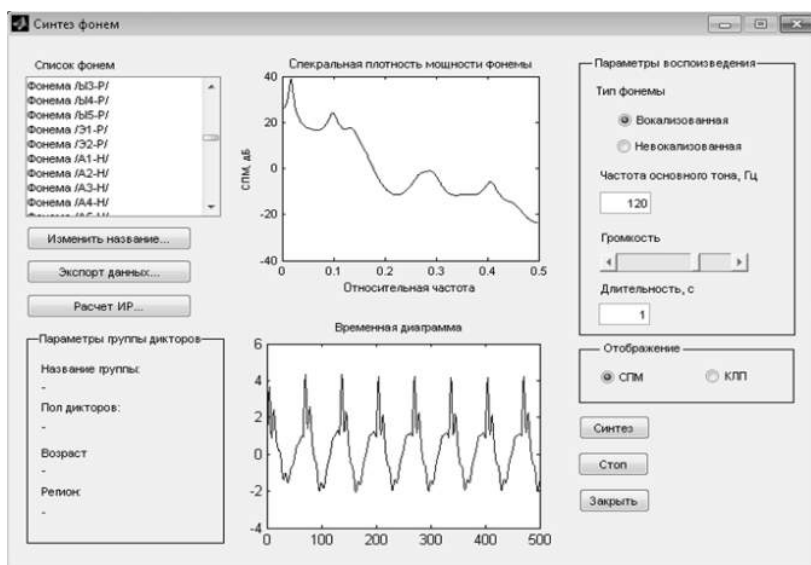 Синтез фонем
Список фонем
Фонема /Ы3-Р/
Фонема /Ы4-Р/
Фонема /Ы5-Р/
Фонема /Э1-Р/
Фонема /Э2-Р/
Фонема /А1-Н/
Фонема /А2-Н/
Фонема /А3-Н/
Фонема /А4-Н/
Фонема /А5-Н/
Изменить название...
Экспорт данных...
Расчет ИР...
Параметры группы дикторов
Название группы:
-
Пол дикторов:
-
Возраст
-
Регион:
-
Спекральная плотность мощности фонемы
СПМ, дБ
40
20
0
-20
-40
0 0.1 0.2 0.3 0.4 0.5
Относительная частота
Временная диаграмма
6
4
2
0
-2
-4
0 100 200 300 400 500
Параметры воспоизведения
Тип фонемы
Вокализованная
Невокализованная
Частота основного тона, Гц
120
Громкость
Длительность, с
1
Отображение
СПМ КЛП
Синтез
Стоп
Закрыть